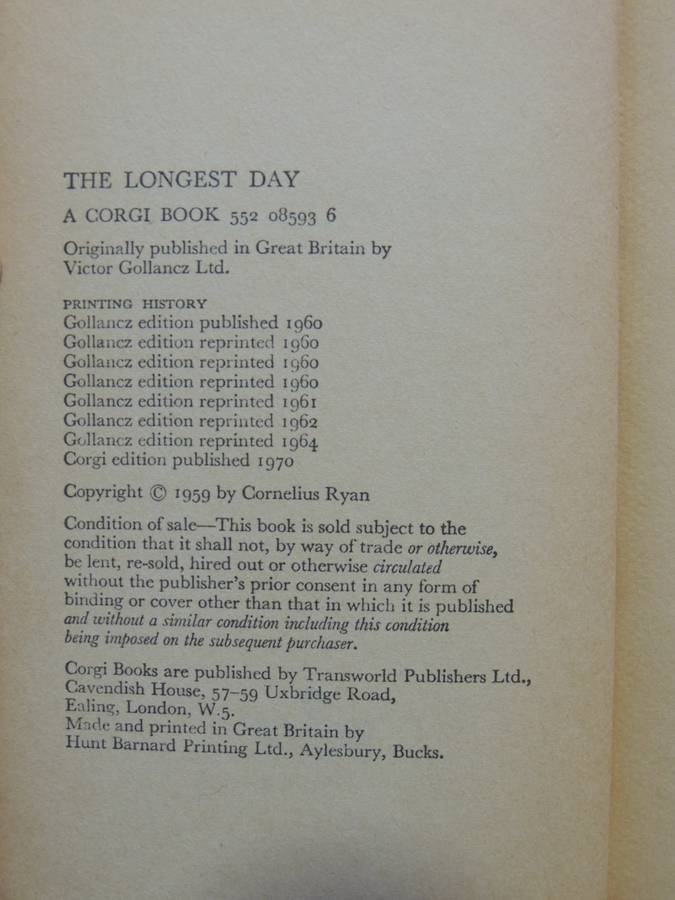 THE LONGEST DAY
A CORGI BOOK 552 08593 6
Originally published in Great Britain by
Victor Gollancz Ltd.
PRINTING HISTORY
Gollancz edition published 1960
Gollancz edition reprinted 1960
Gollancz edition reprinted 1960
Gollancz edition reprinted 1960
Gollancz edition reprinted 1961
Gollancz edition reprinted 1962
Gollancz edition reprinted 1964
Corgi edition published 1970
Copyright © 1959 by Cornelius Ryan
Condition of sale—This book is sold subject to the
condition that it shall not, by way of trade or otherwise,
be lent, re-sold, hired out or otherwise circulated
without the publisher's prior consent in any form of
binding or cover other than that in which it is published
and without a similar condition including this condition
being imposed on the subsequent purchaser.
Corgi Books are published by Transworld Publishers Ltd.,
Cavendish House, 57–59 Uxbridge Road,
Ealing, London, W.5.
Made and printed in Great Britain by
Hunt Barnard Printing Ltd., Aylesbury, Bucks.